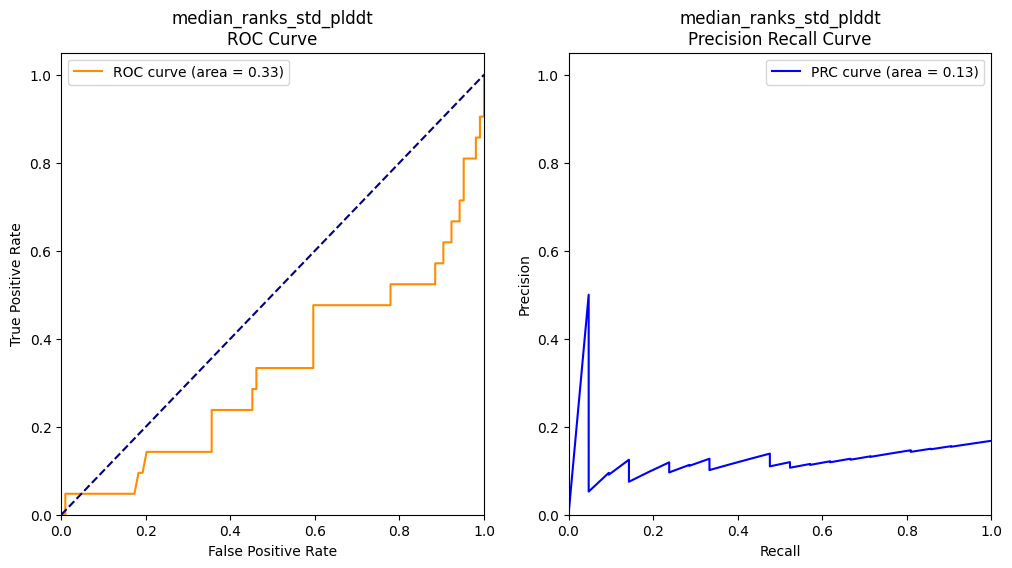 median_ranks_std_plddt
ROC Curve
ROC curve (area = 0.33)
True Positive Rate
1.0
0.8
0.6
0.4
0.2
0.0
0.0 0.2 0.4 0.6 0.8 1.0
False Positive Rate
median_ranks_std_plddt
Precision Recall Curve
PRC curve (area = 0.13)
Precision
1.0
0.8
0.6
0.4
0.2
0.0
0.0 0.2 0.4 0.6 0.8 1.0
Recall